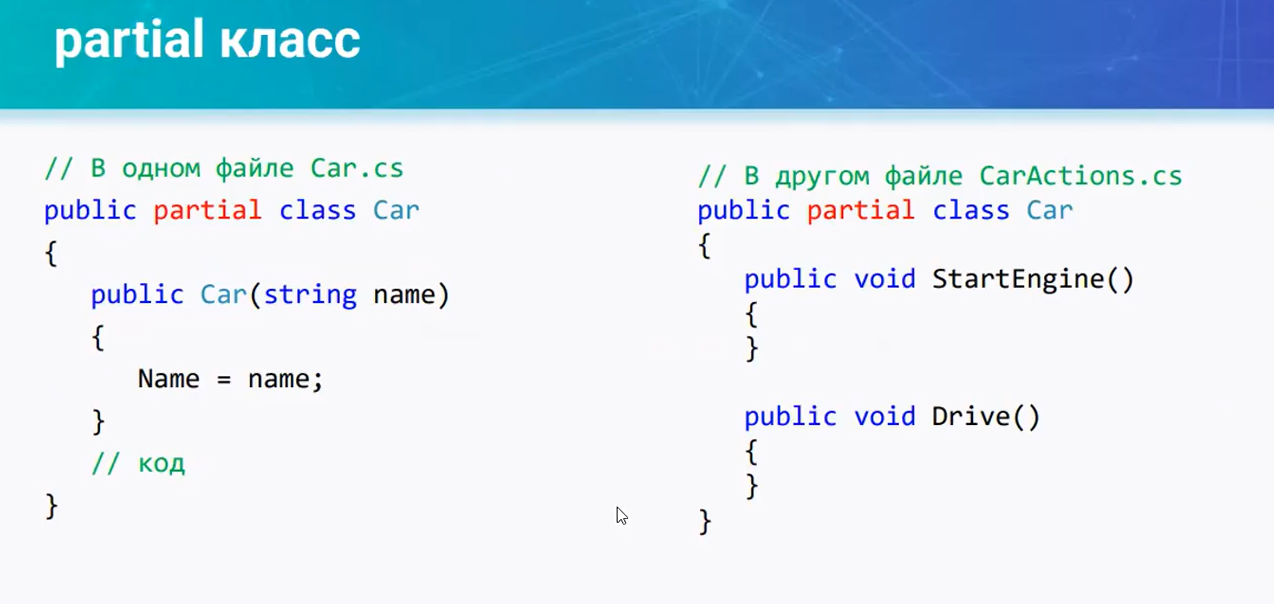 partial класс
// В одном файле Car.cs
public partial class Car
{
public Car(string name)
{
Name = name;
}
// код
}
// В другом файле CarActions.cs
public partial class Car
{
public void StartEngine()
{
}
public void Drive()
{
}
}